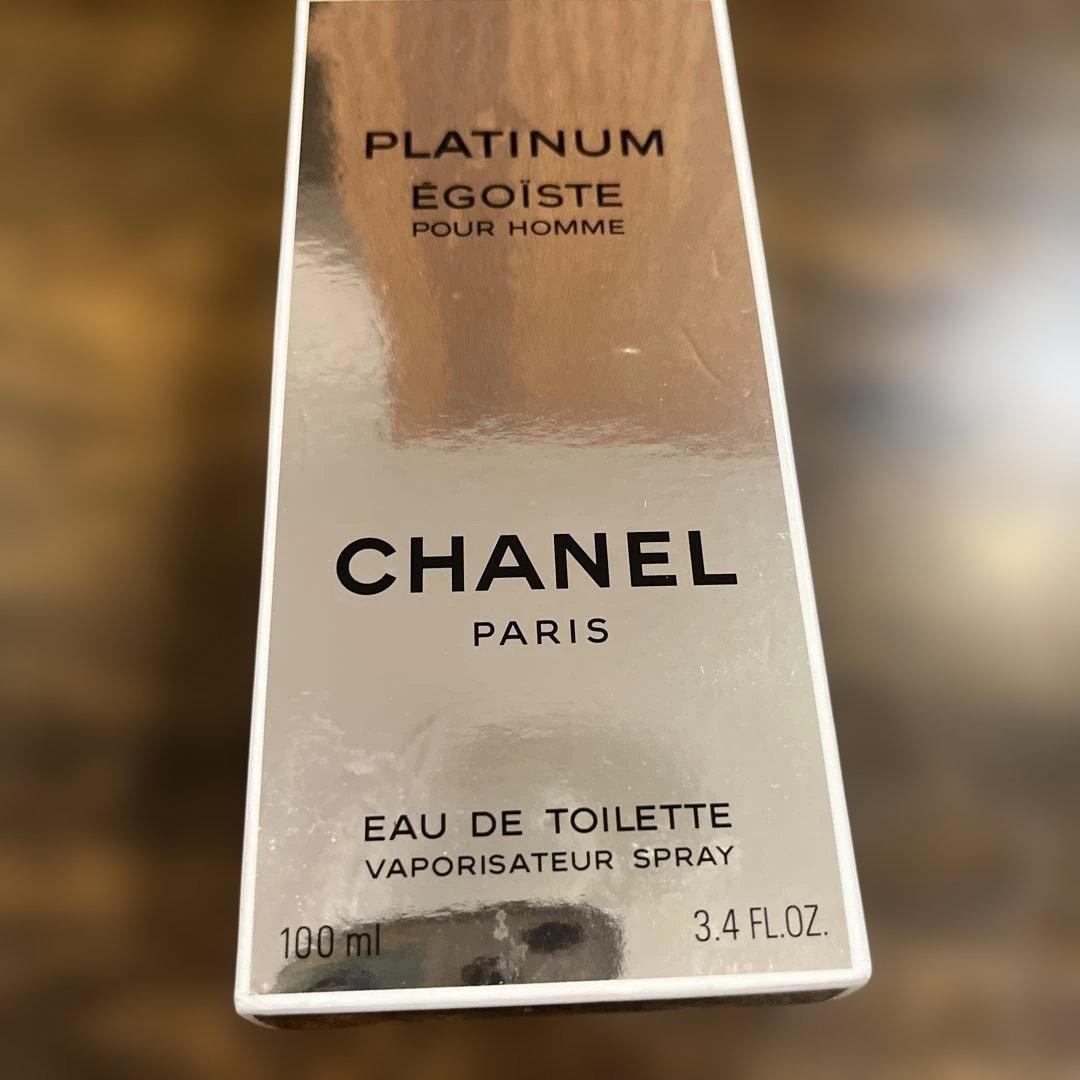 PLATINUM
ÉGOÏSTE
POUR HOMME
CHANEL
PARIS
EAU DE TOILETTE
VAPORISATEUR SPRAY
100 ml 3.4 FL.OZ.